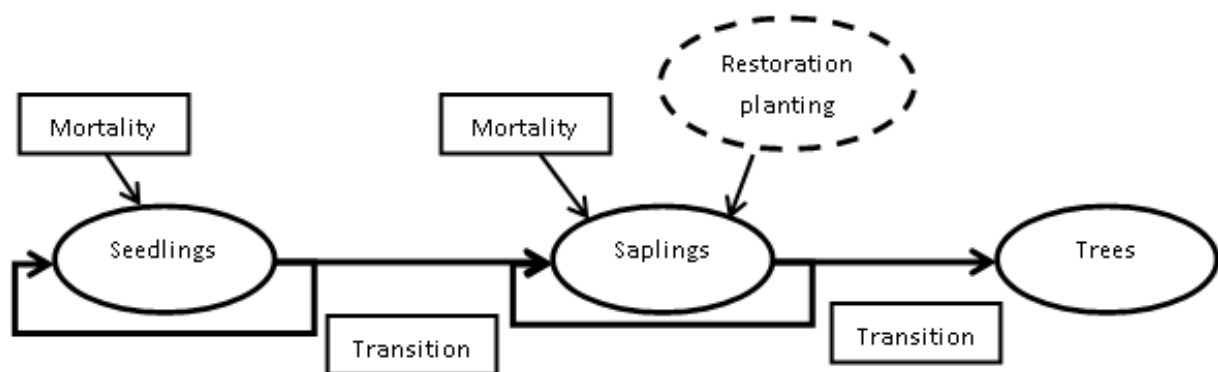 Restoration
planting
Mortality
Mortality
Seedlings
Saplings
Trees
Transition
Transition